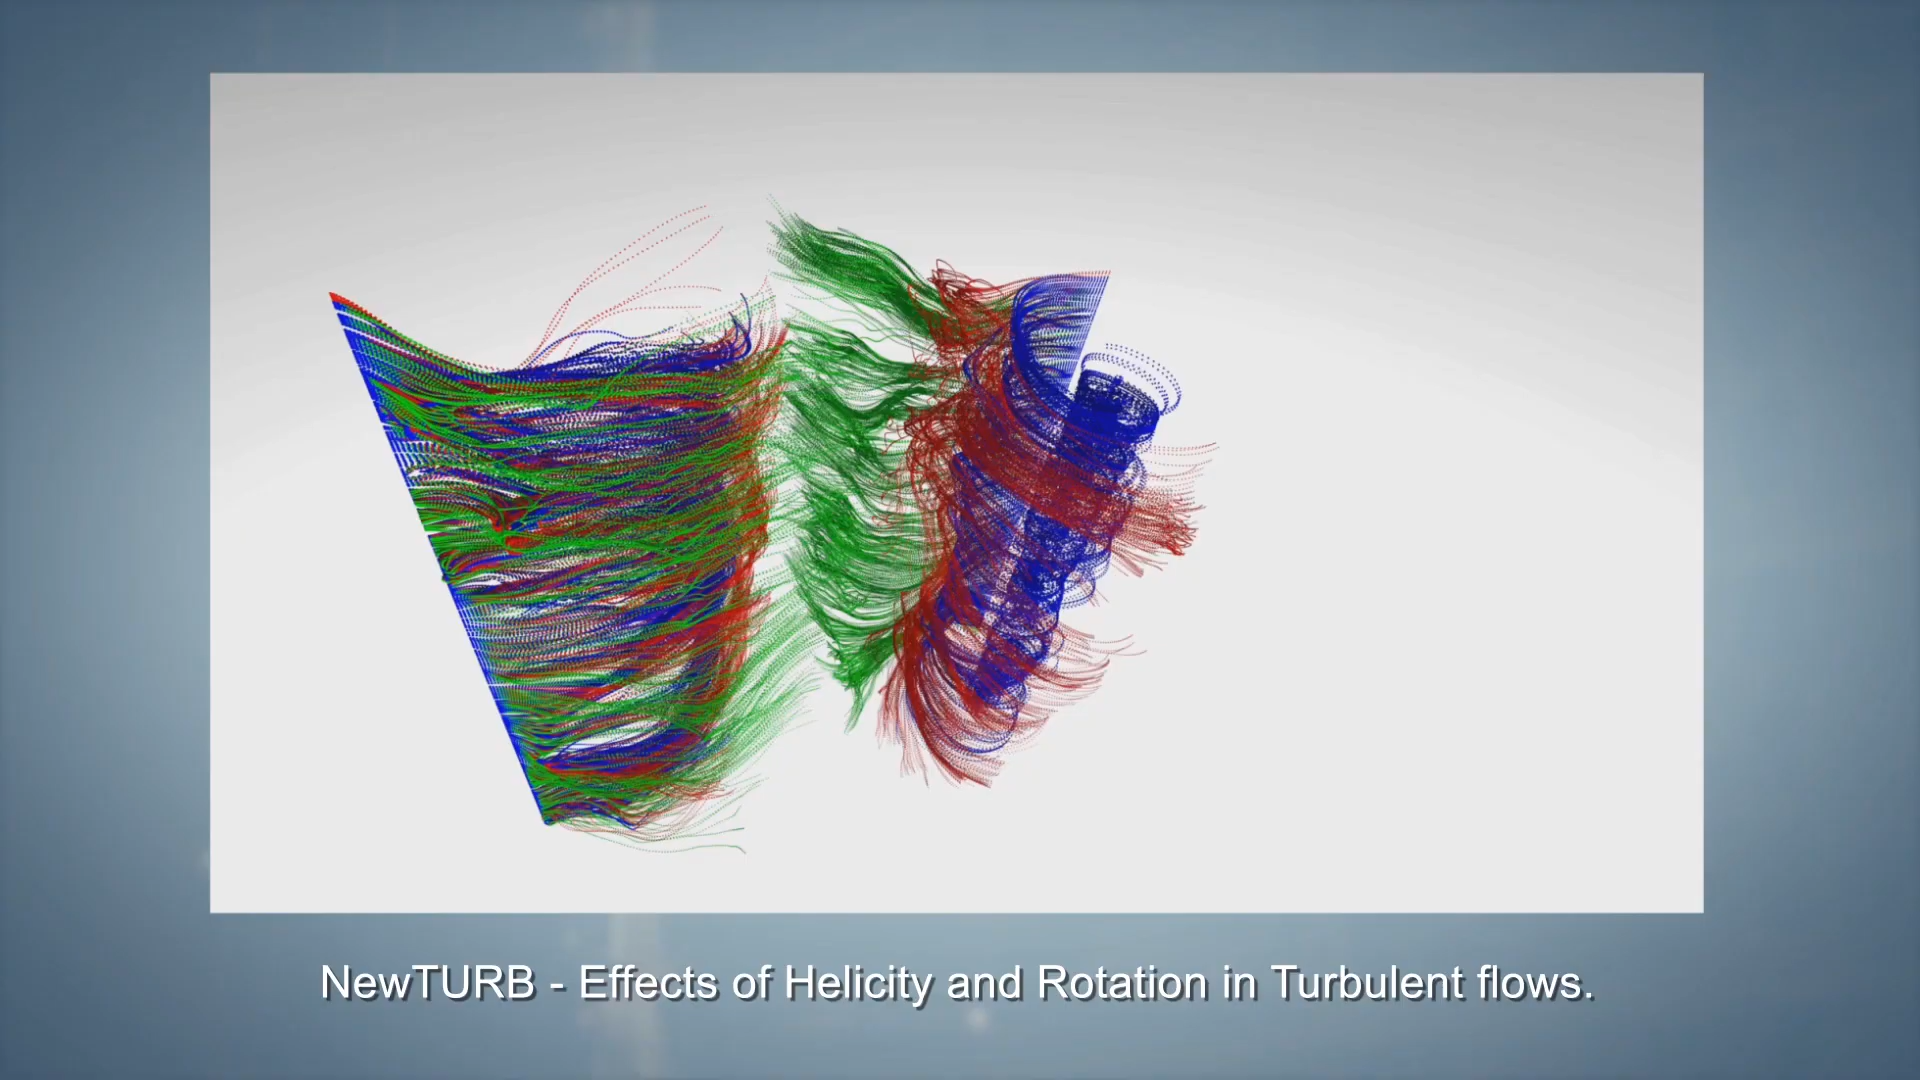 NewTURB - Effects of Helicity and Rotation in Turbulent flows.